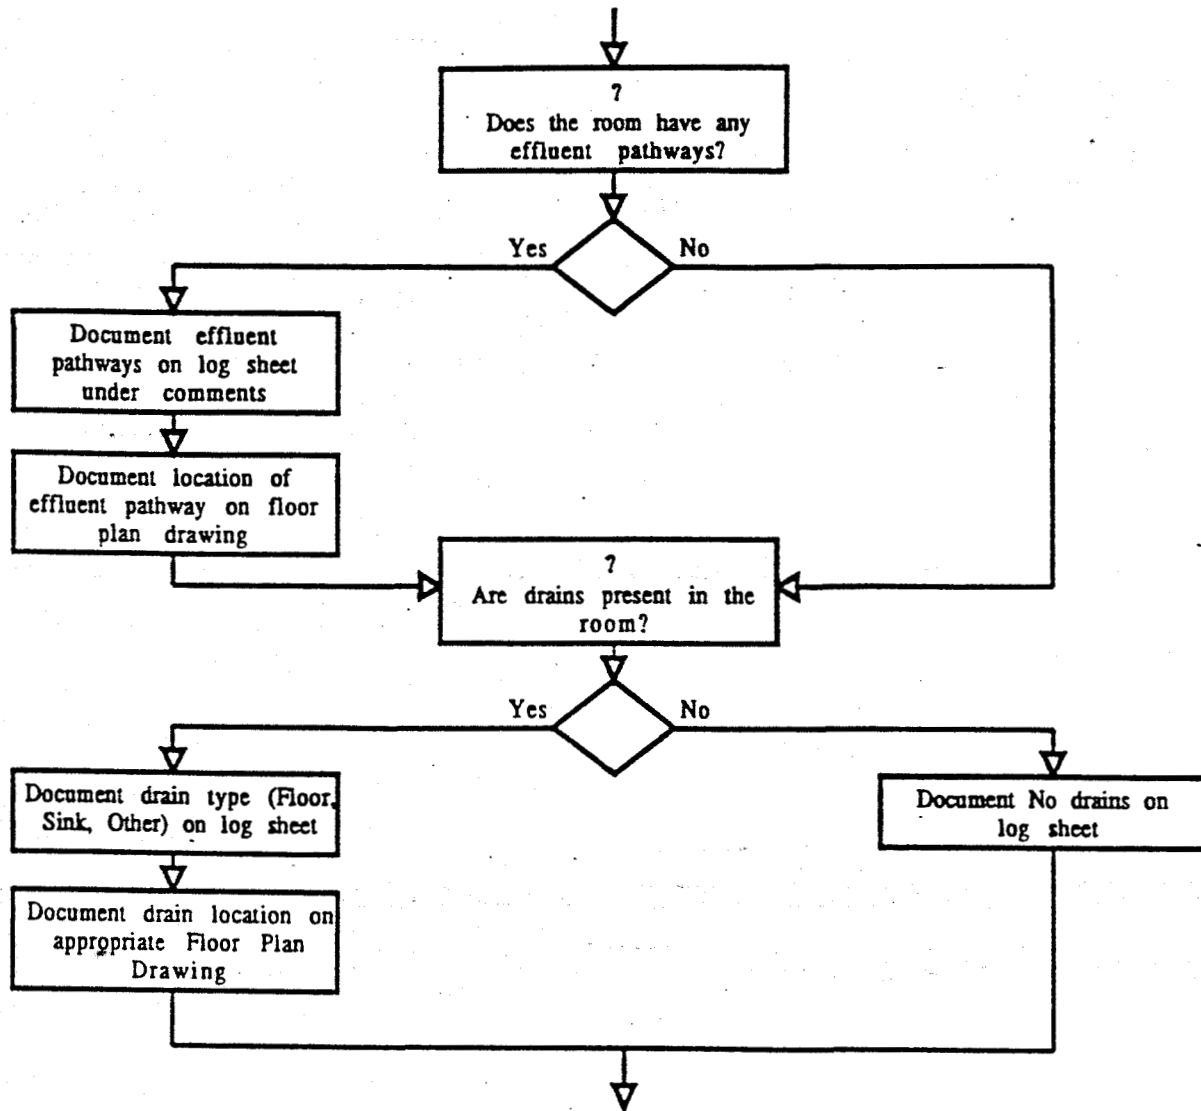 ?
Does the room have any
effluent pathways?
Yes
No
Document effluent
pathways on log sheet
under comments
Document location of
effluent pathway on floor
plan drawing
?
Are drains present in the
room?
Yes
No
Document drain type (Floor,
Sink, Other) on log sheet
Document No drains on
log sheet
Document drain location on
appropriate Floor Plan
Drawing